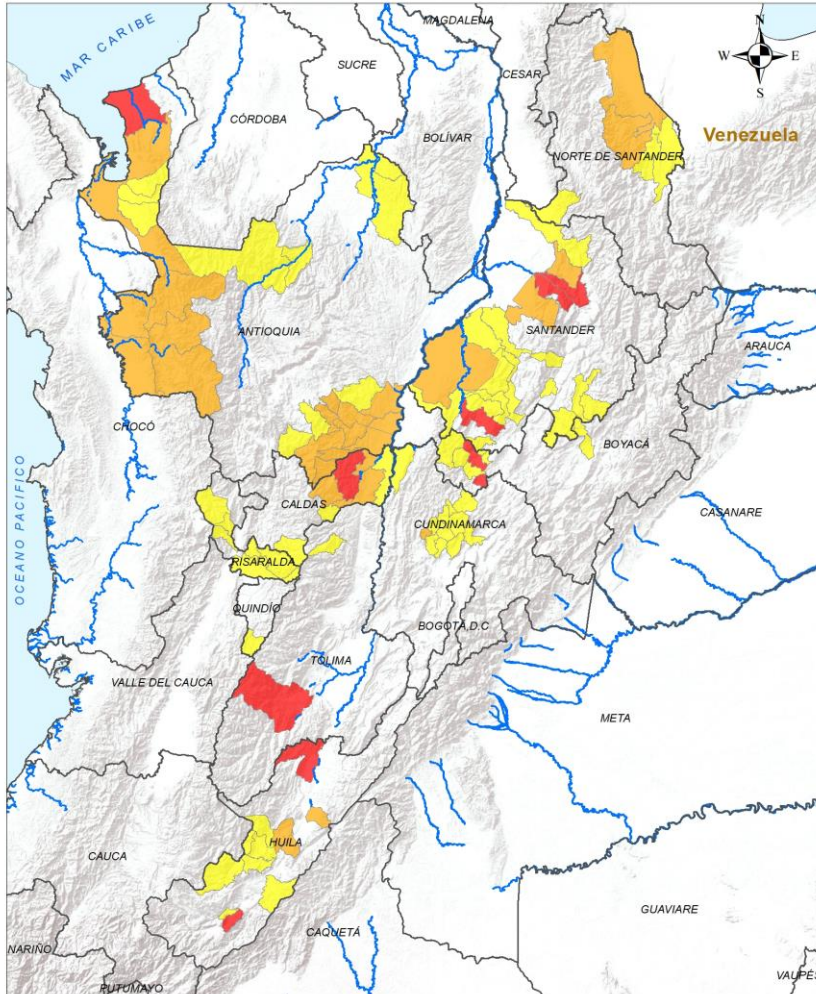 MAGDALENA
N
MAR CARIBE
SUCRE
W
E
CESAR
S
CÓRDOBA
BOLÍVAR
Venezuela
NORTE DE SANTANDER
ANTIOQUIA
SANTANDER
ARAUCA
CHOCÓ
BOYACÁ
CALDAS
CASANARE
CUNDINAMARCA
OCEANO PACIFICO
RISARALDA
QUINDÍO
BOGOTÁ, D.C
TOLIMA
VALLE DEL CAUCA
META
HUILA
CAUCA
GUAVIARE
CAQUETÁ
NARIÑO
PUTUMAYO
VAUPÉS